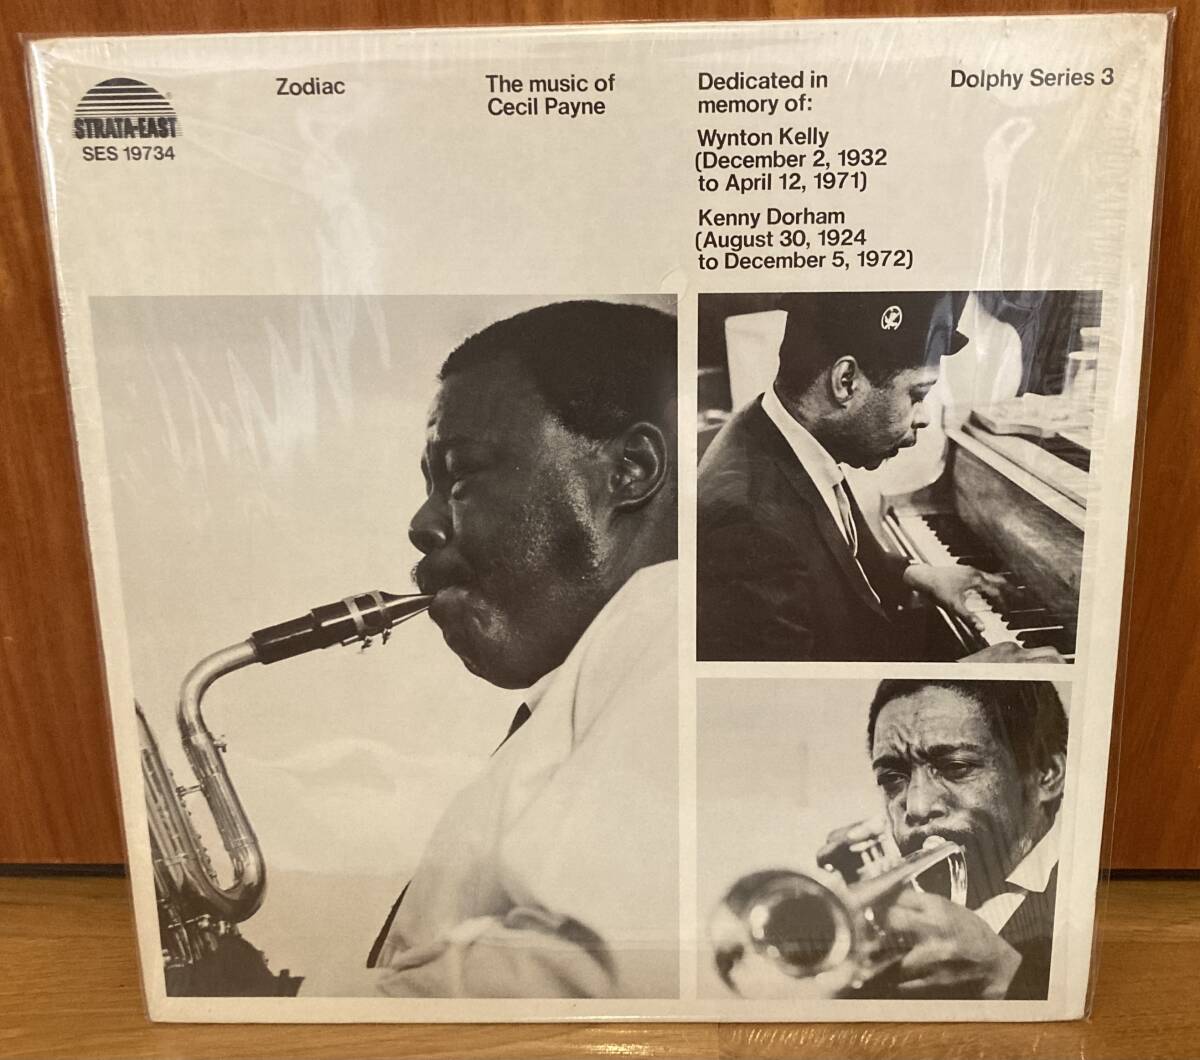 STRATA-EAST
SES 19734
Zodiac
The music of
Cecil Payne
Dedicated in
memory of:
Wynton Kelly
(December 2, 1932
to April 12, 1971)
Kenny Dorham
(August 30, 1924
to December 5, 1972)
Dolphy Series 3